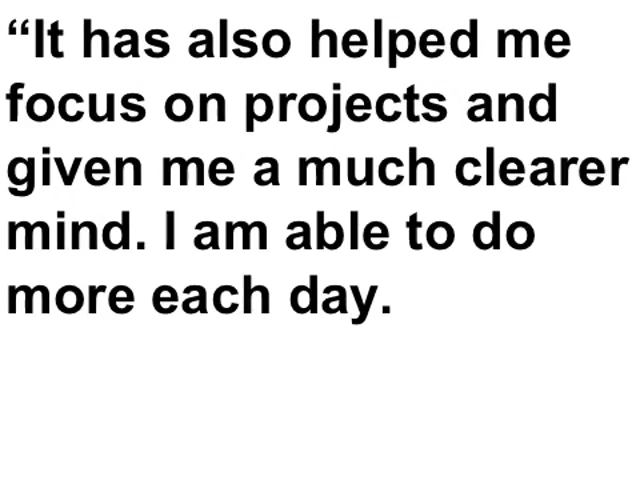 “It has also helped me
focus on projects and
given me a much clearer
mind. I am able to do
more each day.